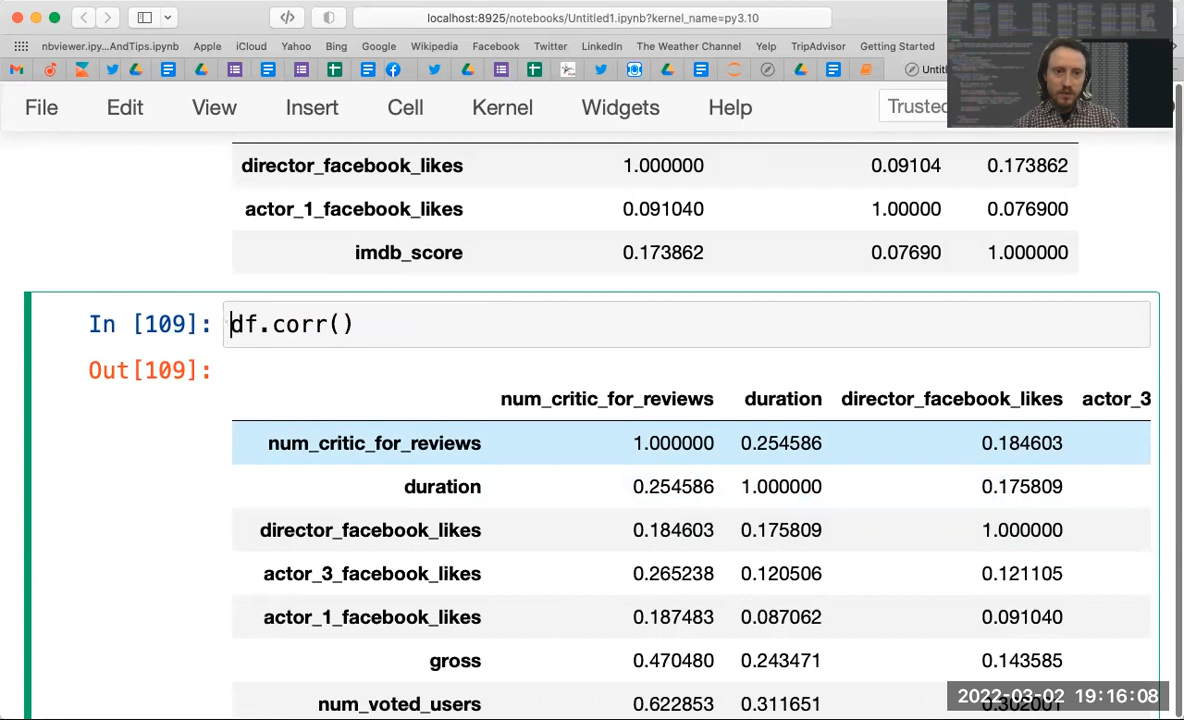 localhost:8925/notebooks/Untitled1.ipynb?kernel_name=py3.10
nbviewer.ipy...AndTips.ipynb Apple iCloud Yahoo Bing Google Wikipedia Facebook Twitter LinkedIn The Weather Channel Yelp TripAdvisor Getting Started
File Edit View Insert Cell Kernel Widgets Help Trusted
director_facebook_likes 1.000000 0.09104 0.173862
actor_1_facebook_likes 0.091040 1.00000 0.076900
imdb_score 0.173862 0.07690 1.000000
In [109]: df.corr()
Out[109]:
num_critic_for_reviews duration director_facebook_likes actor_3
num_critic_for_reviews 1.000000 0.254586 0.184603
duration 0.254586 1.000000 0.175809
director_facebook_likes 0.184603 0.175809 1.000000
actor_3_facebook_likes 0.265238 0.120506 0.121105
actor_1_facebook_likes 0.187483 0.087062 0.091040
gross 0.470480 0.243471 0.143585
num_voted_users 0.622853 0.311651
2022-03-02 19:16:08